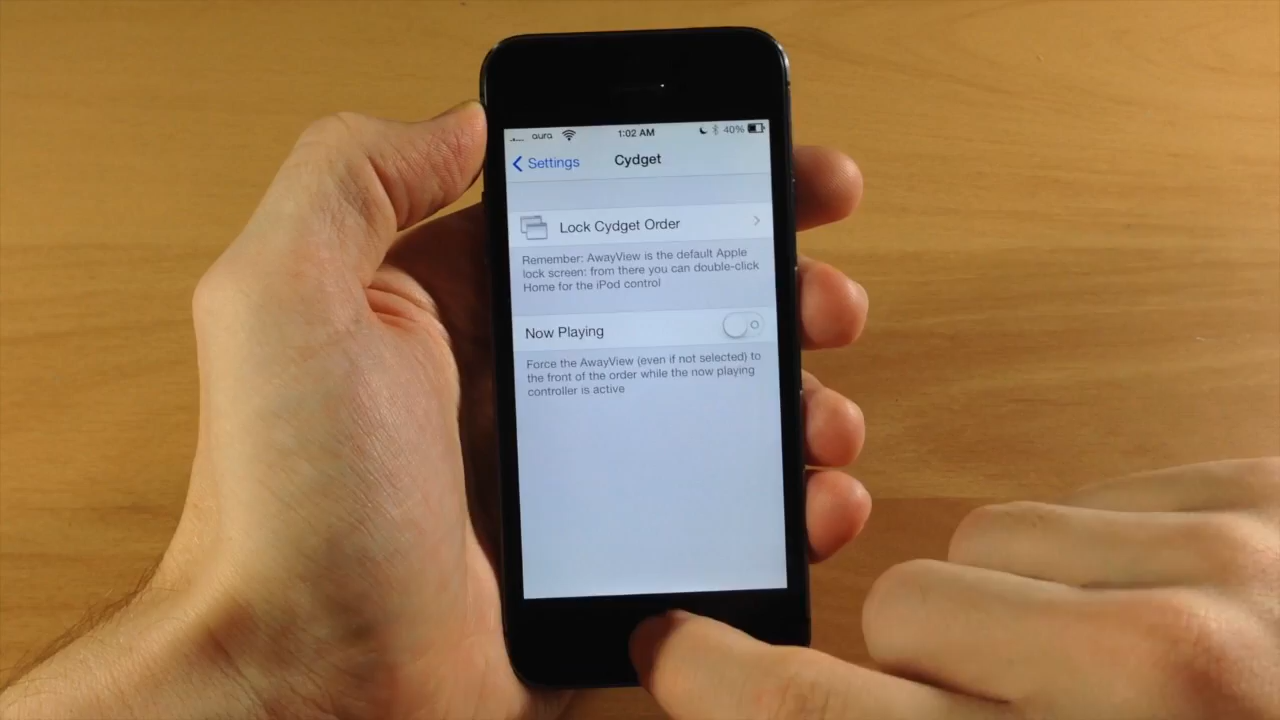 aura 1:02 AM 40%
Settings Cydget
Lock Cydget Order
Remember: AwayView is the default Apple
lock screen: from there you can double-click
Home for the iPod control
Now Playing
Force the AwayView (even if not selected) to
the front of the order while the now playing
controller is active